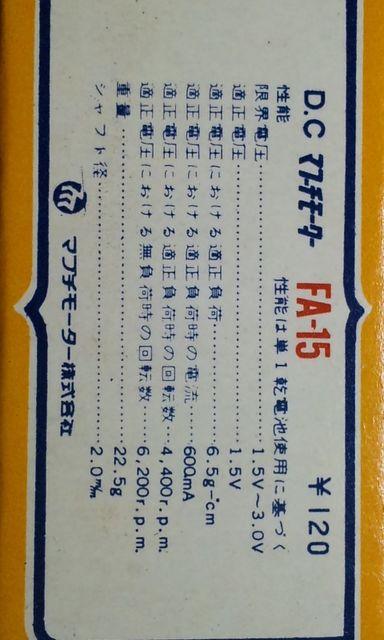 D.C マブチモーター FA-15 ¥120
性能 性能は単1乾電池使用に基づく
限界電圧……………………1.5V～3.0V
適正電圧……………………1.5V
適正電圧における適正負荷……………6.5g-cm
適正電圧における適正負荷時の電流……600mA
適正電圧における適正負荷時の回転数…4,400r.p.m.
適正電圧における無負荷時の回転数……6,200r.p.m.
重量……………………22.5g
シャフト径……………………2.0m/m
マブチモーター株式会社